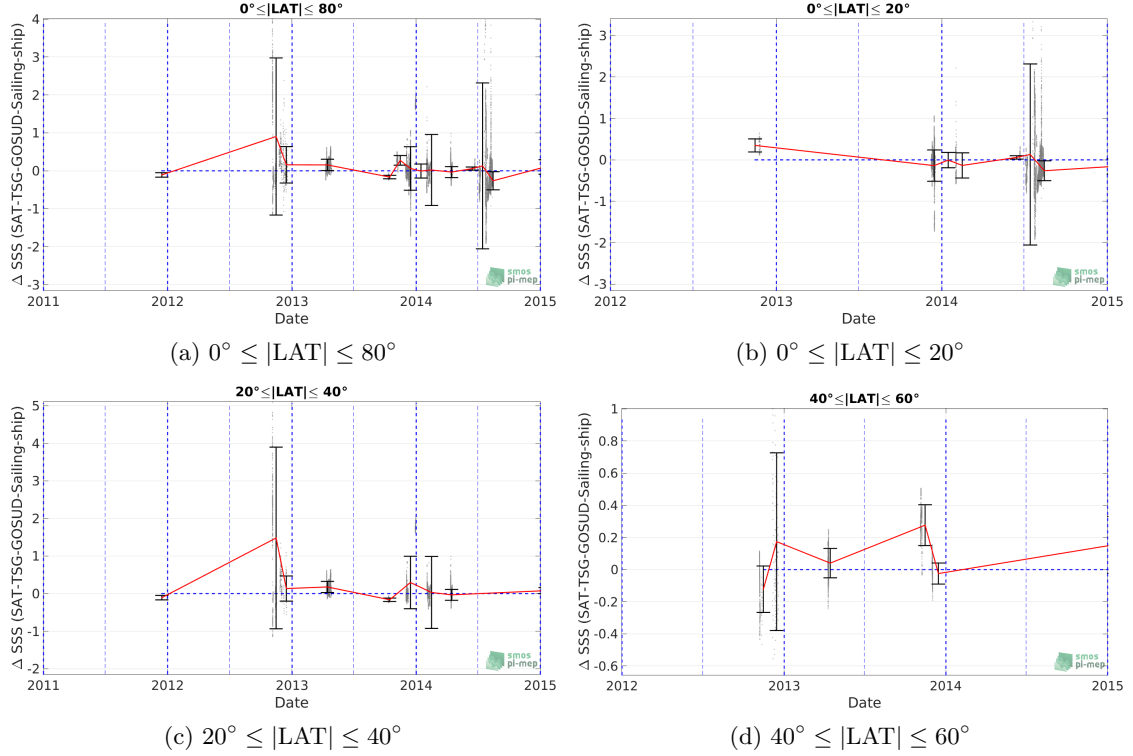 0°≤|LAT|≤ 80°
Δ SSS (SAT-TSG-GOSUD-Sailing-ship)
4
3
2
1
0
-1
-2
-3
2011 2012 2013 2014 2015
Date
smos
pi-mep
(a) 0° ≤ |LAT| ≤ 80°
0°≤|LAT|≤ 20°
Δ SSS (SAT-TSG-GOSUD-Sailing-ship)
3
2
1
0
-1
-2
-3
2012 2013 2014 2015
Date
smos
pi-mep
(b) 0° ≤ |LAT| ≤ 20°
20°≤|LAT|≤ 40°
Δ SSS (SAT-TSG-GOSUD-Sailing-ship)
5
4
3
2
1
0
-1
-2
2011 2012 2013 2014 2015
Date
smos
pi-mep
(c) 20° ≤ |LAT| ≤ 40°
40°≤|LAT|≤ 60°
Δ SSS (SAT-TSG-GOSUD-Sailing-ship)
1
0.8
0.6
0.4
0.2
0
-0.2
-0.4
-0.6
2012 2013 2014 2015
Date
smos
pi-mep
(d) 40° ≤ |LAT| ≤ 60°